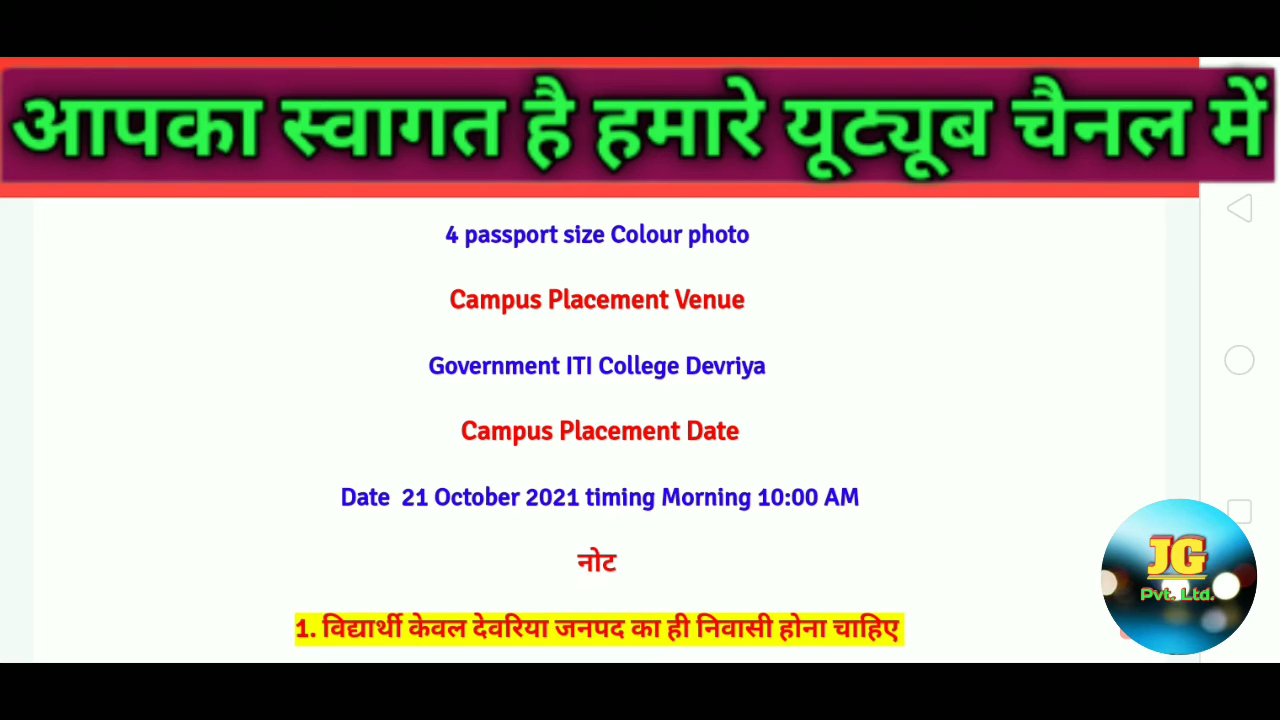 आपका स्वागत है हमारे यूट्यूब चैनल में
4 passport size Colour photo
Campus Placement Venue
Government ITI College Devriya
Campus Placement Date
Date 21 October 2021 timing Morning 10:00 AM
नोट
1. विद्यार्थी केवल देवरिया जनपद का ही निवासी होना चाहिए
JG
Pvt. Ltd.